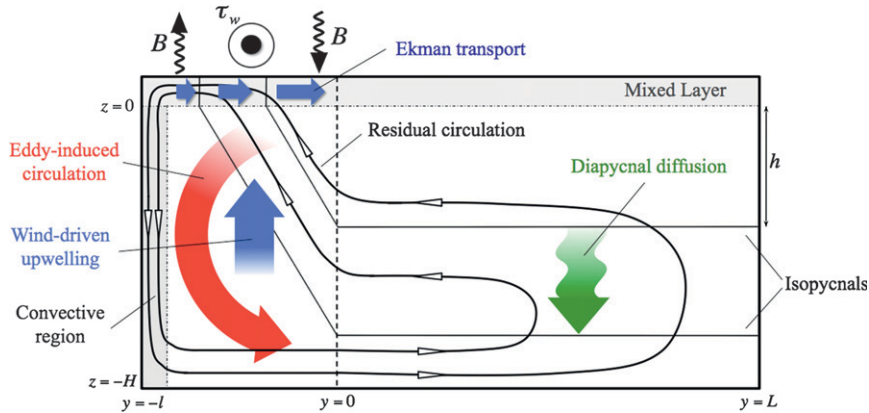 τw
B
B
Ekman transport
Mixed Layer
z=0
Residual circulation
Eddy-induced
circulation
Diapycnal diffusion
h
Wind-driven
upwelling
Isopycnals
Convective
region
z=−H
y=−l
y=0
y=L